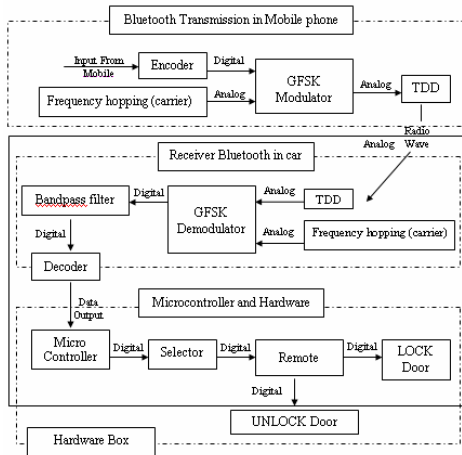 Bluetooth Transmission in Mobile phone
Input From
Mobile
Encoder
Digital
GFSK
Modulator
Analog
TDD
Frequency hopping (carrier)
Analog
Radio
Wave
Analog
Receiver Bluetooth in car
Bandpass filter
Digital
GFSK
Demodulator
Analog
TDD
Analog
Frequency hopping (carrier)
Digital
Decoder
Data
Output
Microcontroller and Hardware
Micro
Controller
Digital
Selector
Digital
Remote
Digital
LOCK
Door
Digital
UNLOCK Door
Hardware Box